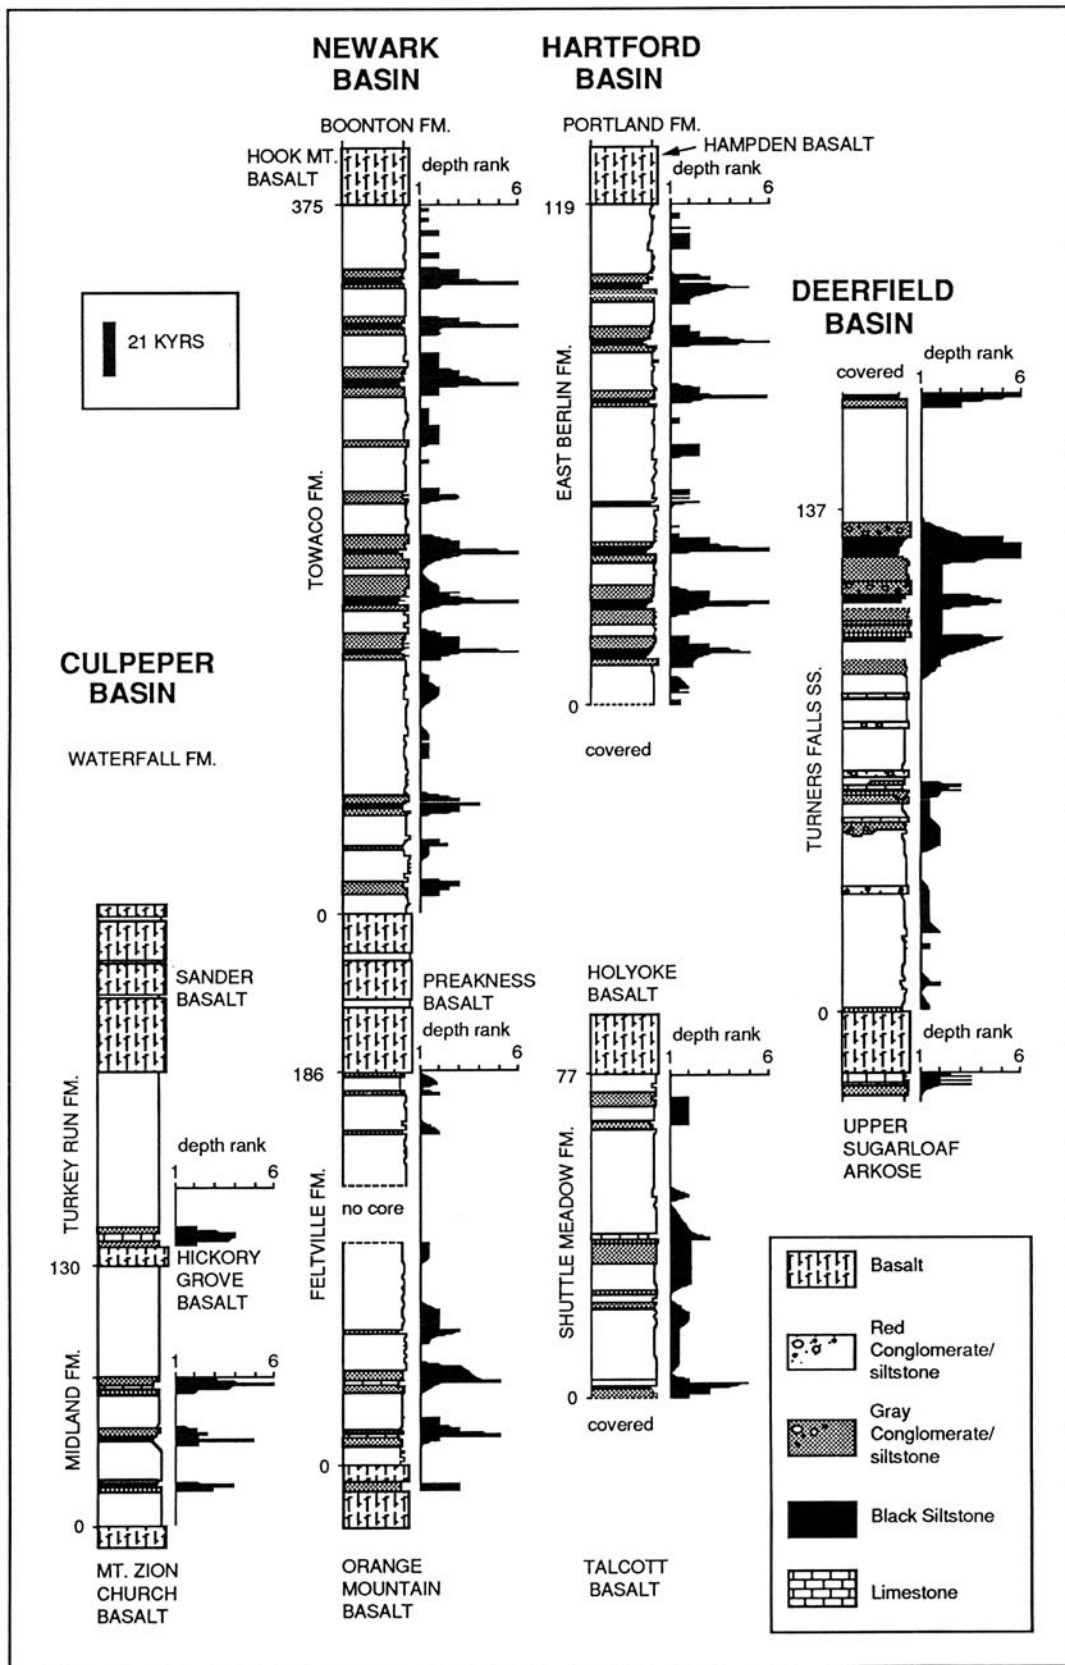 NEWARK
BASIN
HARTFORD
BASIN
BOONTON FM.
PORTLAND FM.
HOOK MT.
BASALT
depth rank
1
6
HAMPDEN BASALT
depth rank
1
6
375
119
21 KYRS
DEERFIELD
BASIN
depth rank
covered
1
6
TOWACO FM.
EAST BERLIN FM.
137
TURNERS FALLS SS.
CULPEPER
BASIN
WATERFALL FM.
0
covered
0
SANDER
BASALT
PREAKNESS
BASALT
HOLYOKE
BASALT
0
depth rank
1
6
depth rank
1
6
depth rank
1
6
186
77
UPPER
SUGARLOAF
ARKOSE
TURKEY RUN FM.
depth rank
1
6
no core
FELTVILLE FM.
SHUTTLE MEADOW FM.
HICKORY
GROVE
BASALT
130
MIDLAND FM.
1
6
0
covered
0
0
MT. ZION
CHURCH
BASALT
ORANGE
MOUNTAIN
BASALT
TALCOTT
BASALT
Basalt
Red
Conglomerate/
siltstone
Gray
Conglomerate/
siltstone
Black Siltstone
Limestone